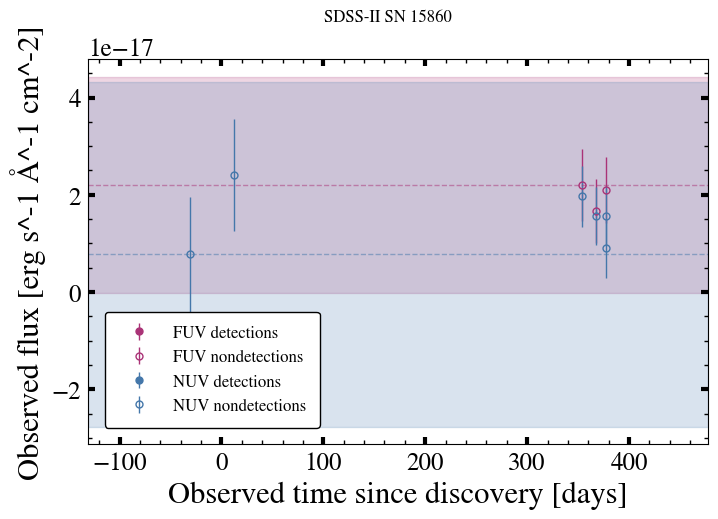 SDSS-II SN 15860
1e−17
Observed flux [erg s^-1 Å^-1 cm^-2]
4
2
0
−2
FUV detections
FUV nondetections
NUV detections
NUV nondetections
−100 0 100 200 300 400
Observed time since discovery [days]